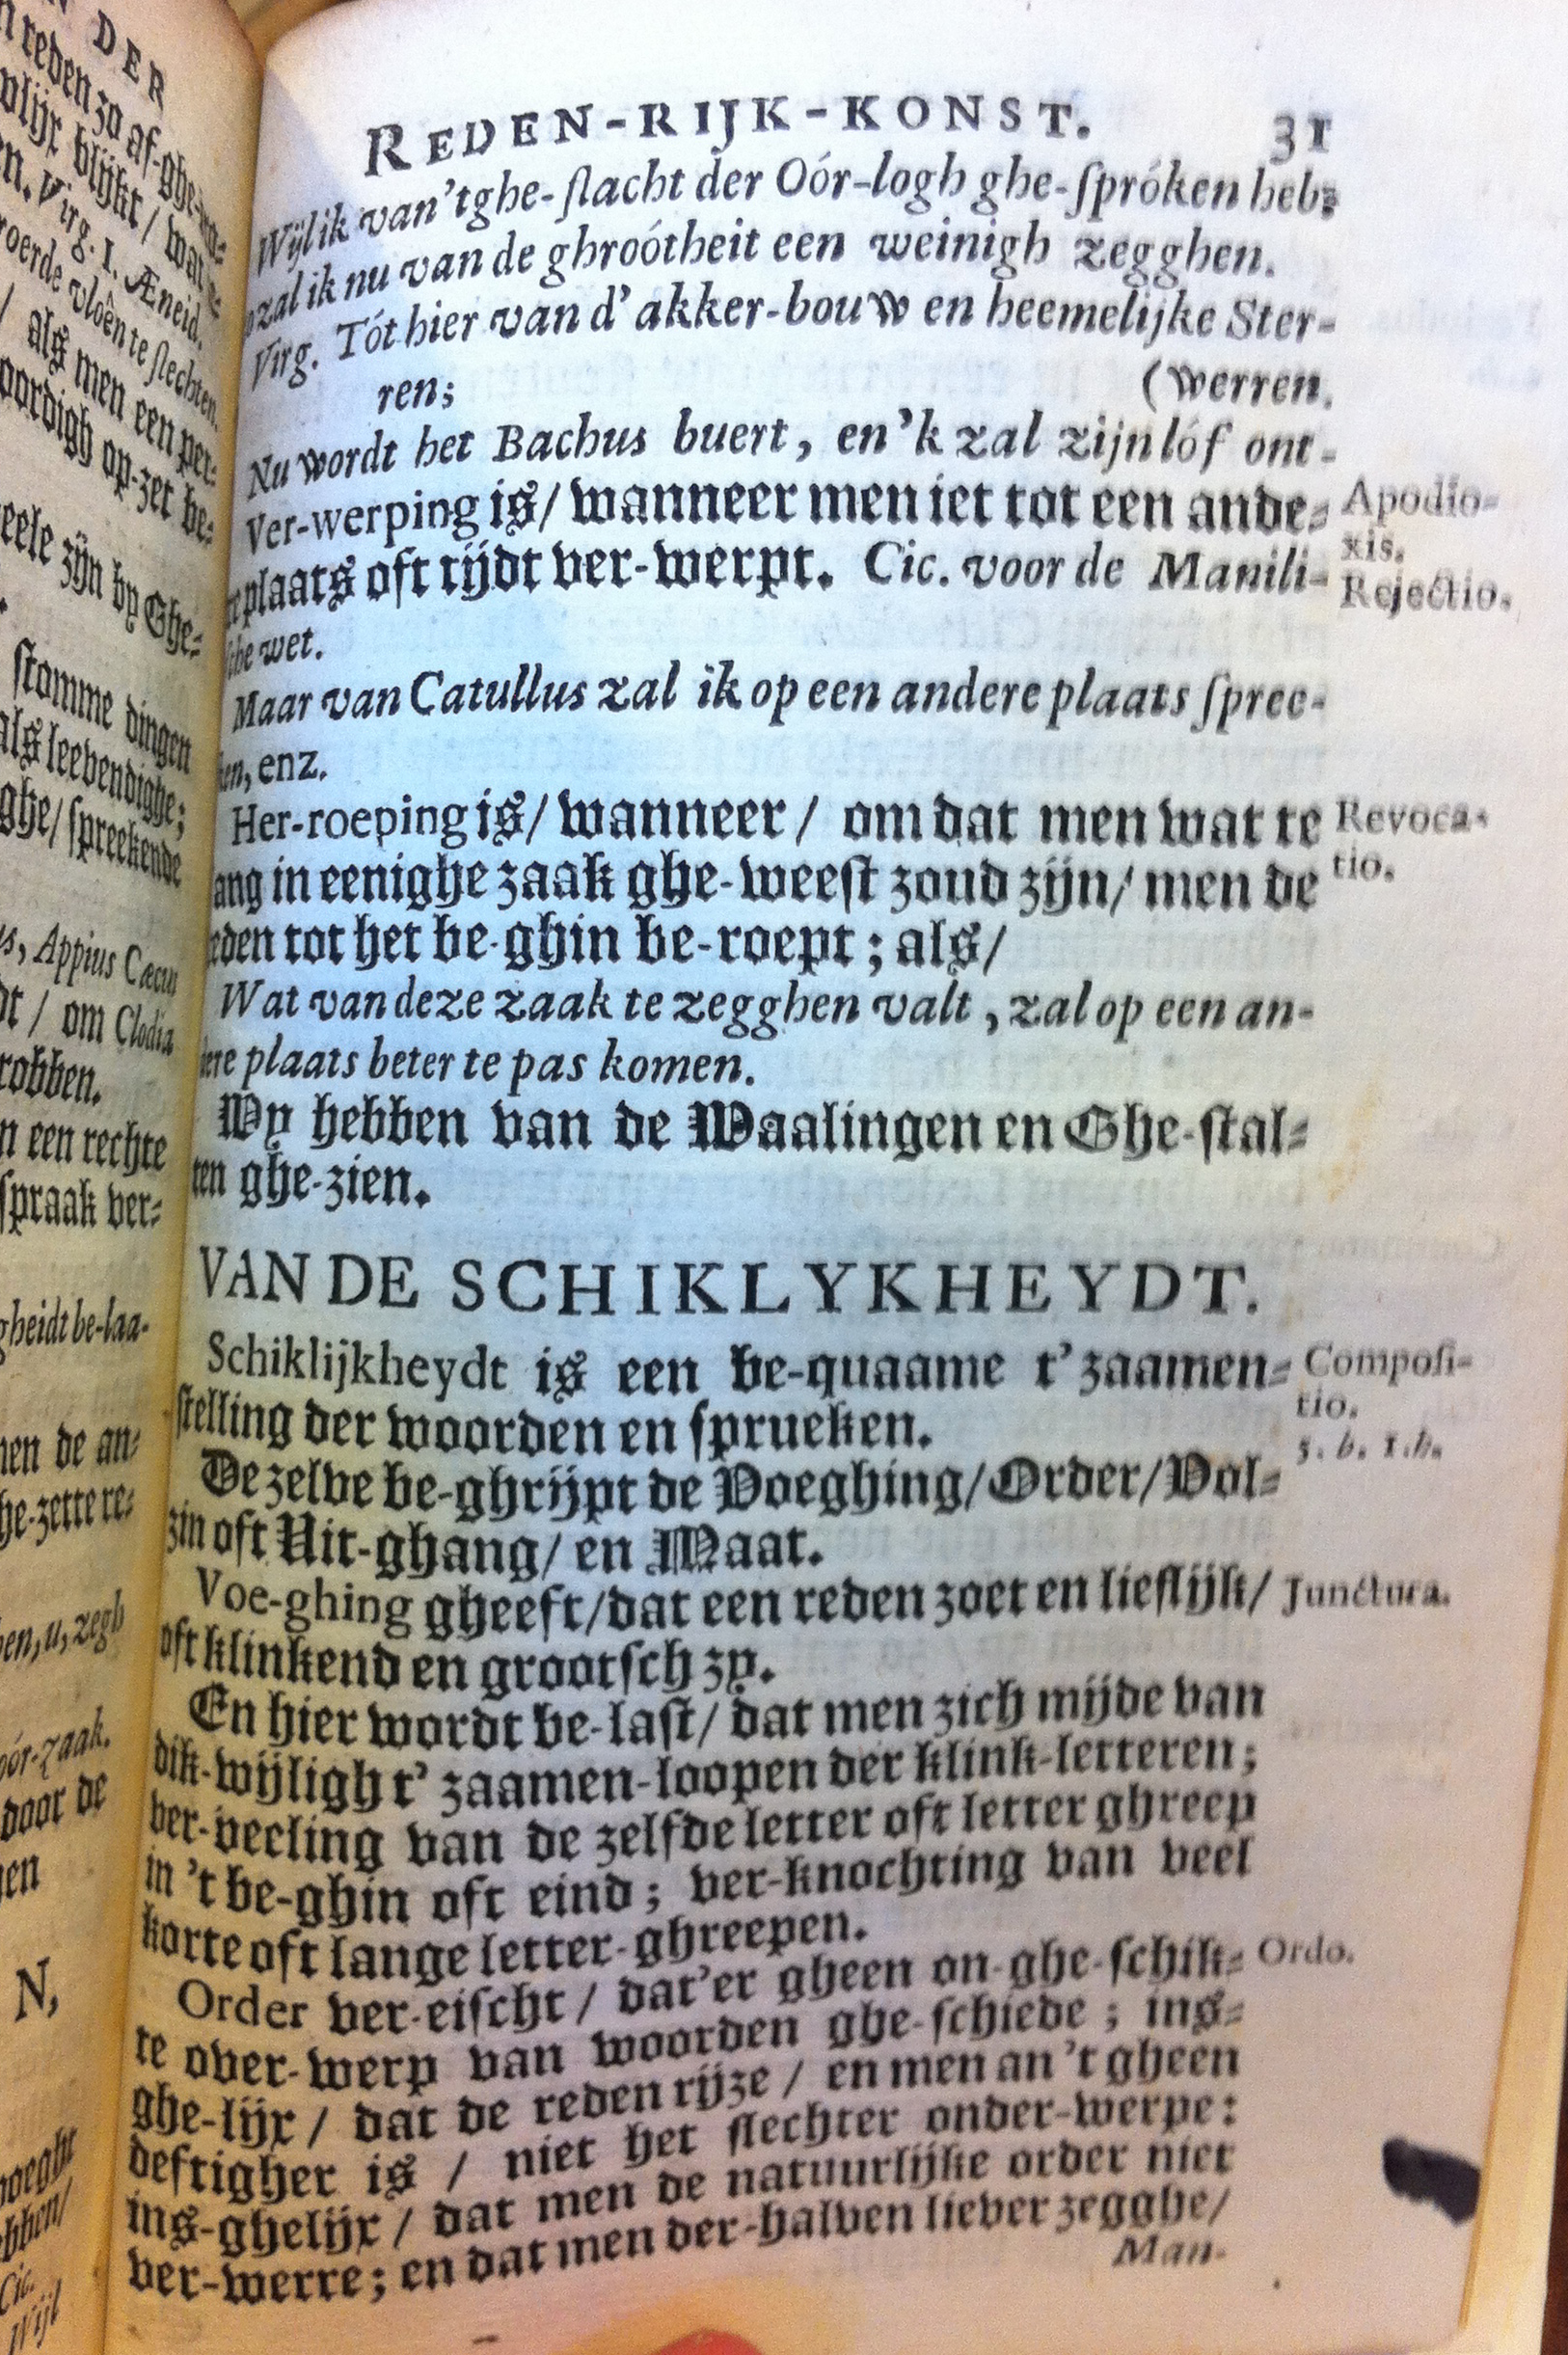 REDEN-RIJK-KONST. 31
Wijl ik van 't ghe-slacht der Oór-logh ghe-spróken heb;
zal ik nu van de ghroótheit een weinigh zegghen.
Virg. Tót hier van d' akker-bouw en heemelijke Ster-
ren; (werren.
Nu wordt het Bachus buert, en 'k zal zijn lóf ont-
Ver-werping is / wanneer men iet tot een ande-
re plaats oft tijdt ver-werpt. Cic. voor de Manili-
sche wet.
Maar van Catullus zal ik op een andere plaats spree-
ken, enz.
Her-roeping is / wanneer / om dat men wat te
lang in eenighe zaak ghe-weest zoud zijn / men de
reden tot het be-ghin be-roept; als /
Wat van deze zaak te zegghen valt, zal op een an-
dere plaats beter te pas komen.
Wy hebben van de Waalingen en Ghe-stal-
ten ghe-zien.
VAN DE SCHIKLYKHEYDT.
Schiklijkheydt is een be-quaame t' zaamen-
stelling der woorden en sprueken.
De zelve be-ghrijpt de Voeghing / Order / Vol-
zin oft Uit-ghang / en Maat.
Voe-ghing gheeft / dat een reden zoet en lieflijk /
oft klinkend en grootsch zy.
En hier wordt be-last / dat men zich mijde van
dik-wijligh t' zaamen-loopen der klink-letteren;
ver-veeling van de zelfde letter oft letter ghreep
in 't be-ghin oft eind; ver-knochting van veel
korte oft lange letter-ghreepen.
Order ver-eischt / dat 'er gheen on-ghe-schik-
te over-werp van woorden ghe-schiede; ins-
ghe-lijx / dat de reden rijze / en men an 't gheen
deftigher is / niet het slechter onder-werpe:
ins-ghelijx / dat men de natuurlijke order niet
ver-werre; en dat men der-halven liever zegghe /
Man-
Apodio-
xis.
Rejectio.
Revoca-
tio.
Composi-
tio.
5. b. 1. h.
Junctura.
Ordo.